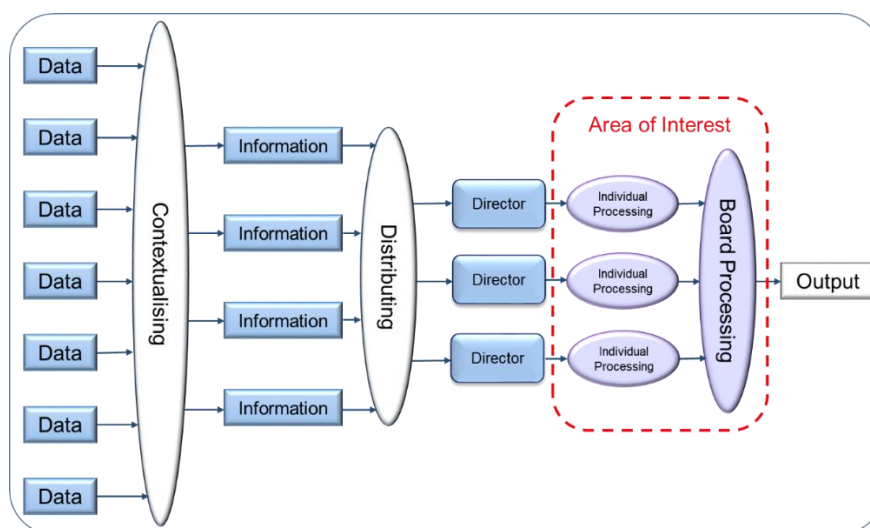 Data
Data
Data
Data
Data
Data
Data
Contextualising
Information
Information
Information
Information
Distributing
Director
Director
Director
Area of Interest
Individual
Processing
Individual
Processing
Individual
Processing
Board Processing
Output